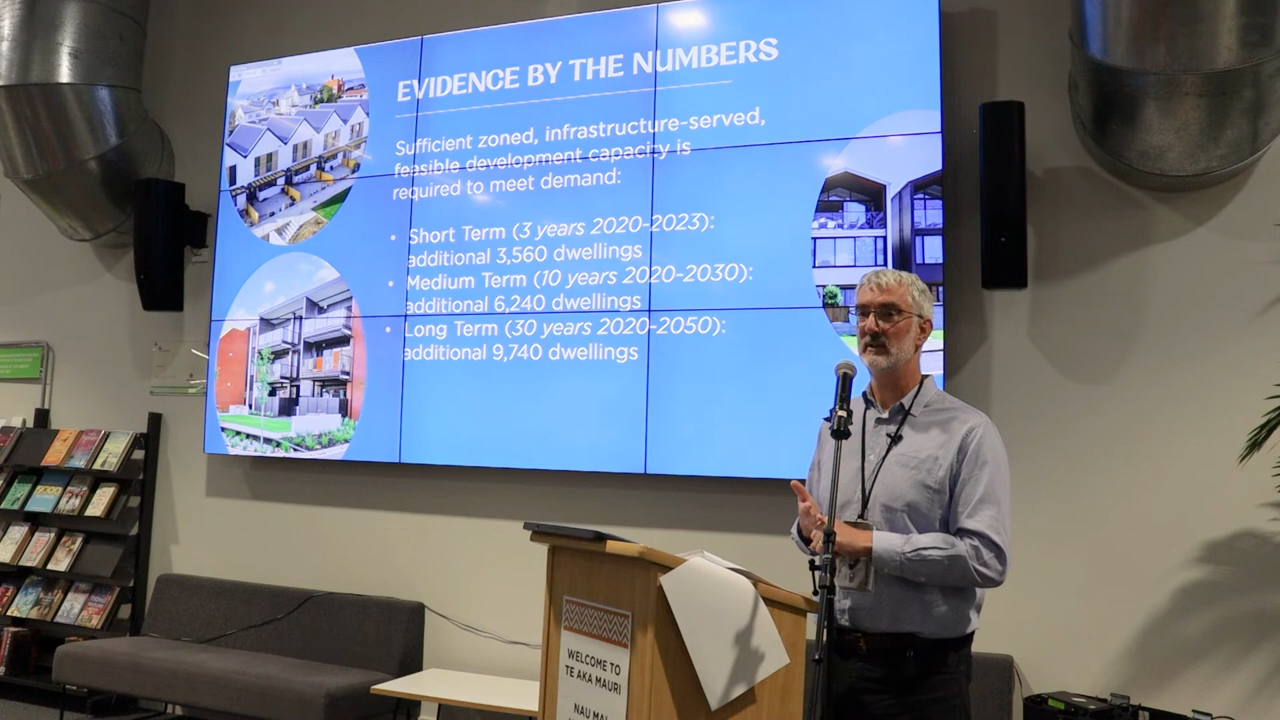 EVIDENCE BY THE NUMBERS
Sufficient zoned, infrastructure-served,
feasible development capacity is
required to meet demand:
• Short Term (3 years 2020-2023):
additional 3,560 dwellings
• Medium Term (10 years 2020-2030):
additional 6,240 dwellings
• Long Term (30 years 2020-2050):
additional 9,740 dwellings
WELCOME TO
TE AKA MAURI
NAU MAI